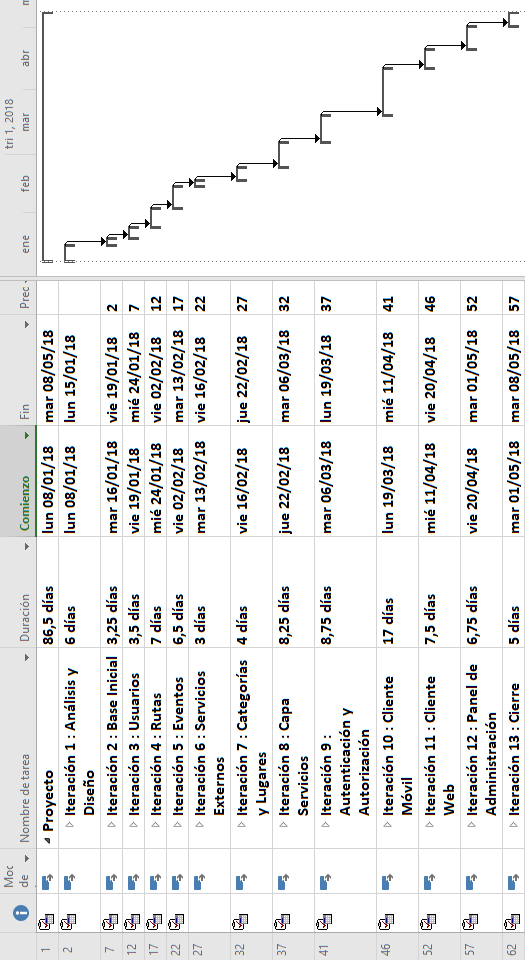 tri 1, 2018
Moc
de Nombre de tarea Duración Comienzo Fin Prec ene feb mar abr m
1 Proyecto 86,5 días lun 08/01/18 mar 08/05/18
2 Iteración 1 : Análisis y 6 días lun 08/01/18 lun 15/01/18
Diseño
7 Iteración 2 : Base Inicial 3,25 días mar 16/01/18 vie 19/01/18 2
12 Iteración 3 : Usuarios 3,5 días vie 19/01/18 mié 24/01/18 7
17 Iteración 4 : Rutas 7 días mié 24/01/18 vie 02/02/18 12
22 Iteración 5 : Eventos 6,5 días vie 02/02/18 mar 13/02/18 17
27 Iteración 6 : Servicios 3 días mar 13/02/18 vie 16/02/18 22
Externos
32 Iteración 7 : Categorías 4 días vie 16/02/18 jue 22/02/18 27
y Lugares
37 Iteración 8 : Capa 8,25 días jue 22/02/18 mar 06/03/18 32
Servicios
41 Iteración 9 : 8,75 días mar 06/03/18 lun 19/03/18 37
Autenticación y
Autorización
46 Iteración 10 : Cliente 17 días lun 19/03/18 mié 11/04/18 41
Móvil
52 Iteración 11 : Cliente 7,5 días mié 11/04/18 vie 20/04/18 46
Web
57 Iteración 12 : Panel de 6,75 días vie 20/04/18 mar 01/05/18 52
Administración
62 Iteración 13 : Cierre 5 días mar 01/05/18 mar 08/05/18 57